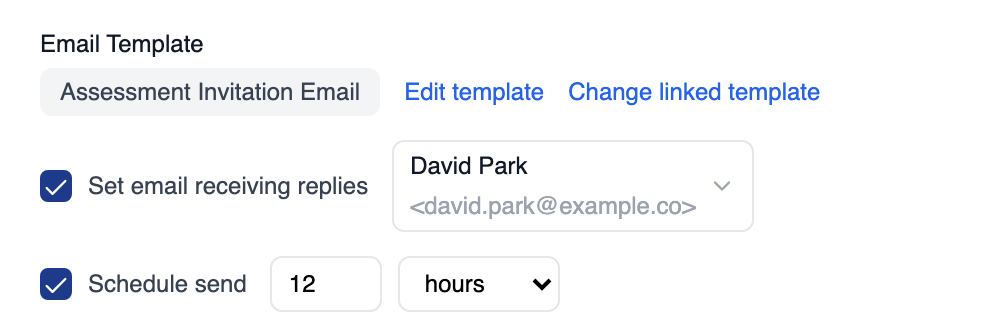 Email Template
Assessment Invitation Email Edit template Change linked template
Set email receiving replies David Park
<david.park@example.co>
Schedule send 12 hours